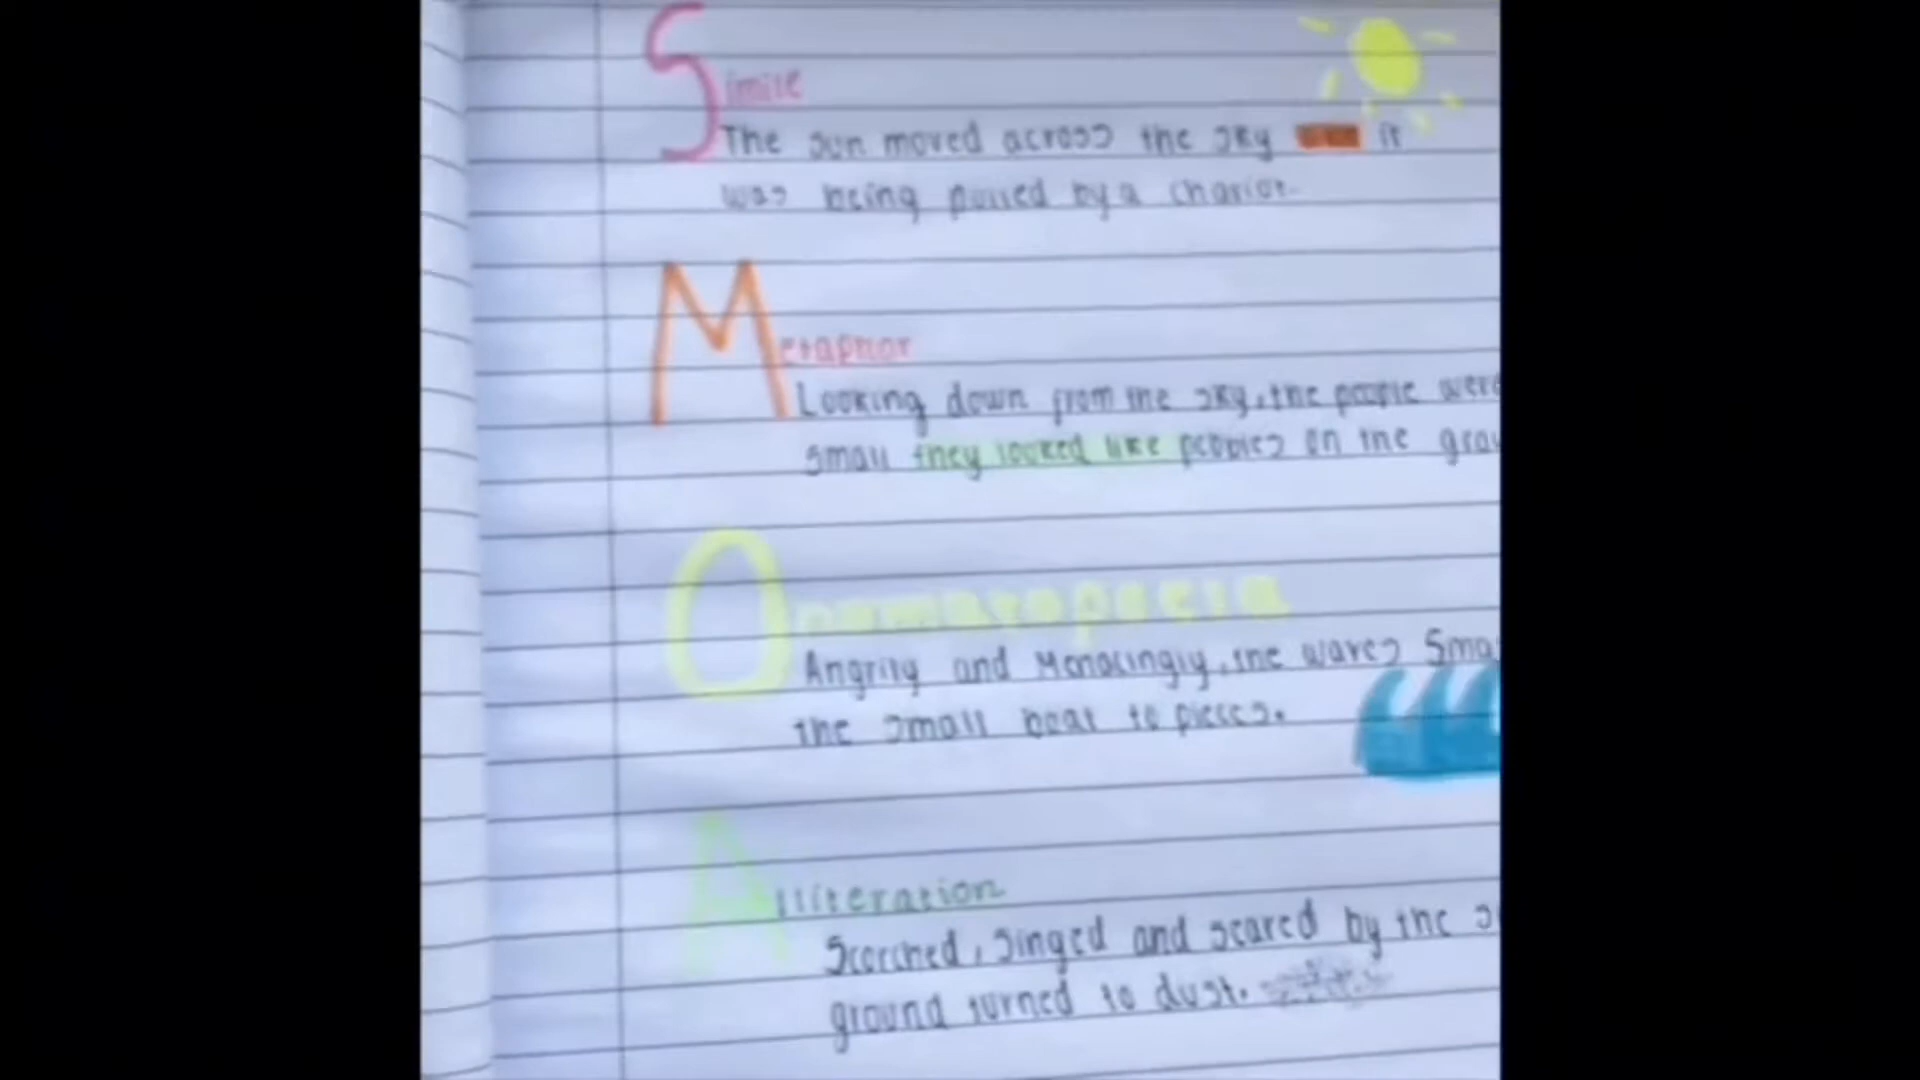 Simile
The sun moved across the sky it
was being pulled by a chariot.
Metaphor
Looking down from the sky, the people were
small they looked like pebbles on the
Onomatopoeia
Angrily and Menacingly, the waves
the small boat to pieces.
Alliteration
Scorched, singed and scared by the
ground turned to dust.